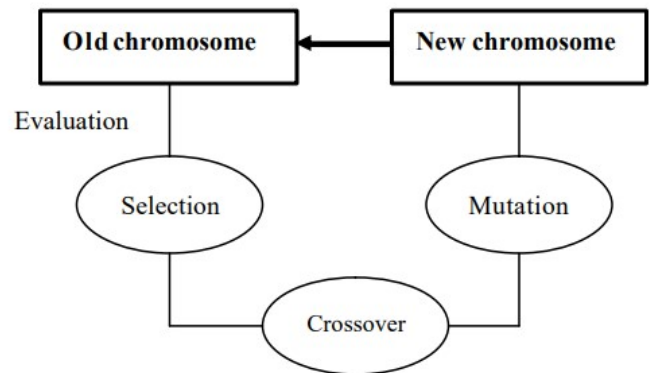 Old chromosome
New chromosome
Evaluation
Selection
Mutation
Crossover